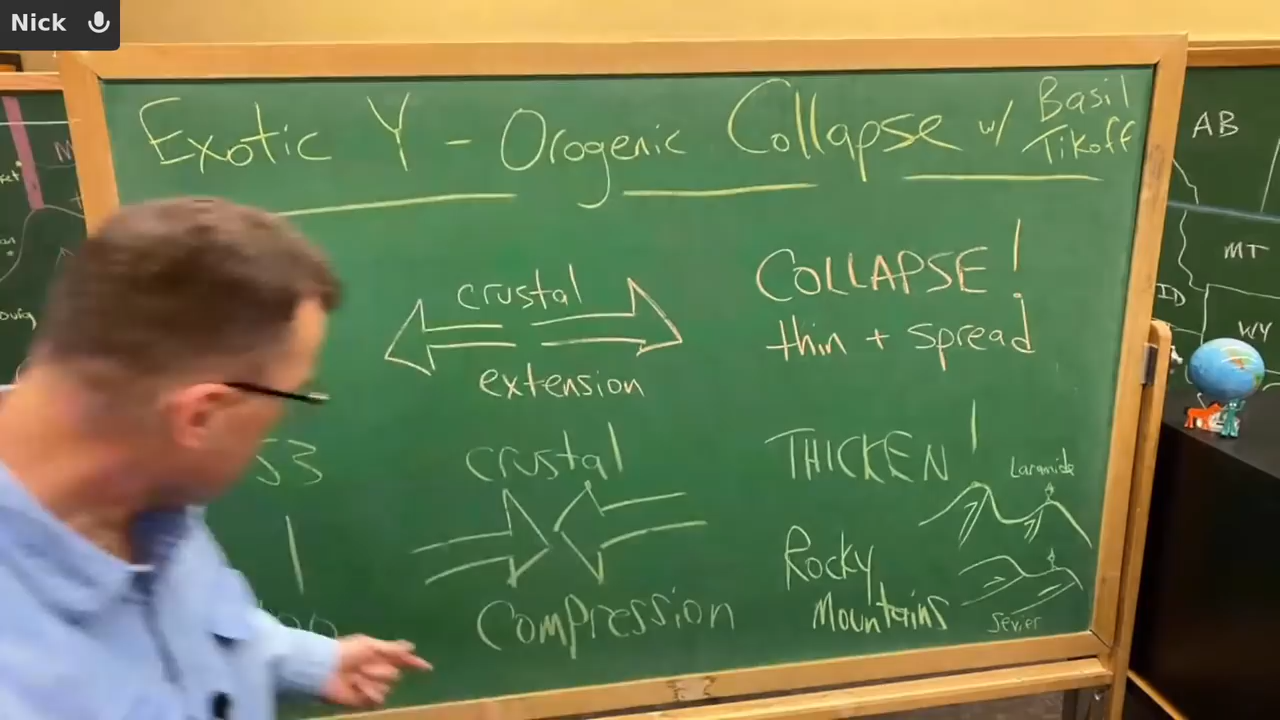 Nick
Exotic Y - Orogenic Collapse w/ Basil
Tikoff
AB
MT
ID
WY
crustal
extension
COLLAPSE!
thin + spread
53
crustal
compression
THICKEN!
Laramide
Rocky
Mountains
Sevier